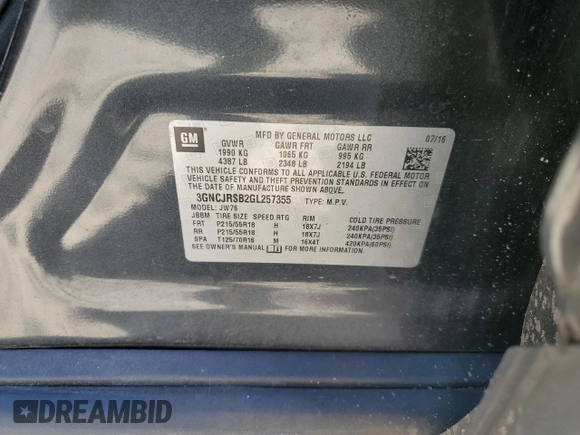 GM
MFD BY GENERAL MOTORS LLC 07/16
GVWR GAWR FRT GAWR RR
1990 KG 1065 KG 995 KG
4387 LB 2348 LB 2194 LB
THIS VEHICLE CONFORMS TO ALL APPLICABLE U.S. FEDERAL MOTOR
VEHICLE SAFETY AND THEFT PREVENTION STANDARDS IN EFFECT ON
THE DATE OF MANUFACTURE SHOWN ABOVE.
3GNCJRSB2GL257355 TYPE: M.P.V.
MODEL: JW76
JBBM TIRE SIZE SPEED RTG RIM COLD TIRE PRESSURE
FRT P215/55R18 H 18X7J 240KPA(35PSI)
RR P215/55R18 H 18X7J 240KPA(35PSI)
SPA T125/70R16 M 16X4T 420KPA(60PSI)
SEE OWNER'S MANUAL FOR MORE INFORMATION.
DREAMBID